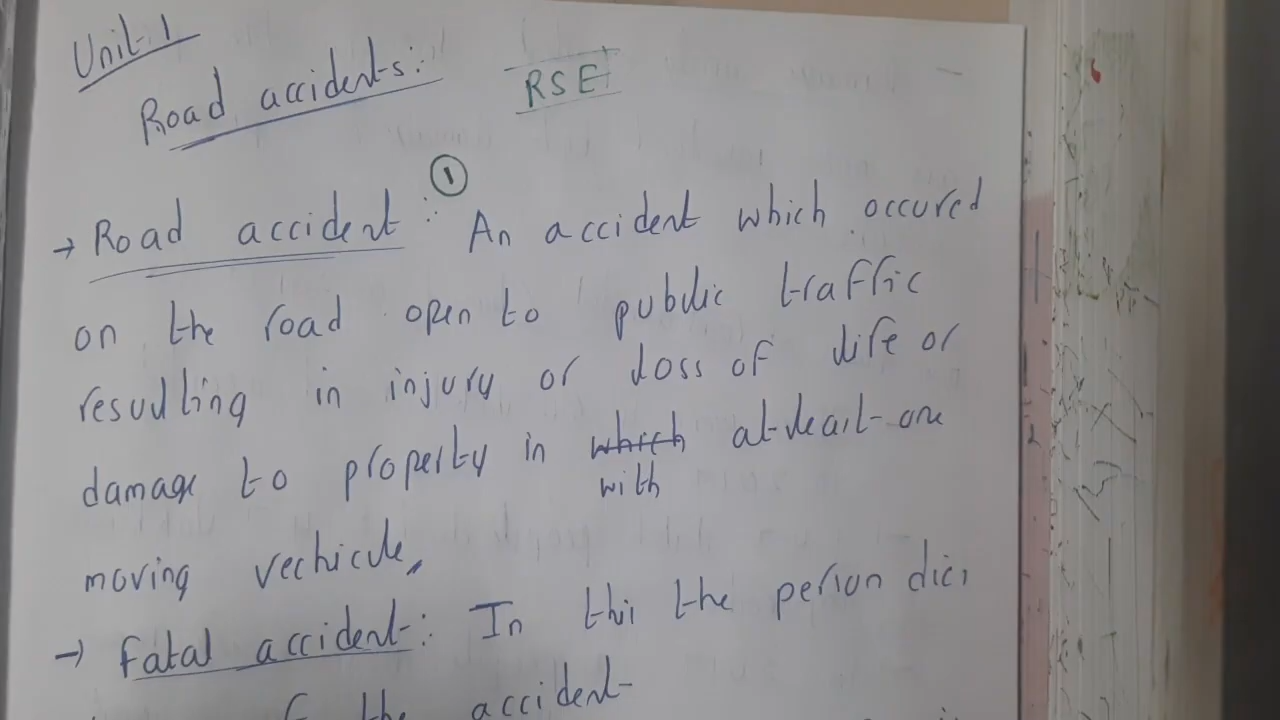 Unit-1
Road accidents:
RSE
①
→ Road accident: An accident which occured
on the road open to public traffic
resulling in injury or loss of life or
damage to property in which at-least-one
with
moving vechicle.
→ fatal accident: In this the person dies
the accident